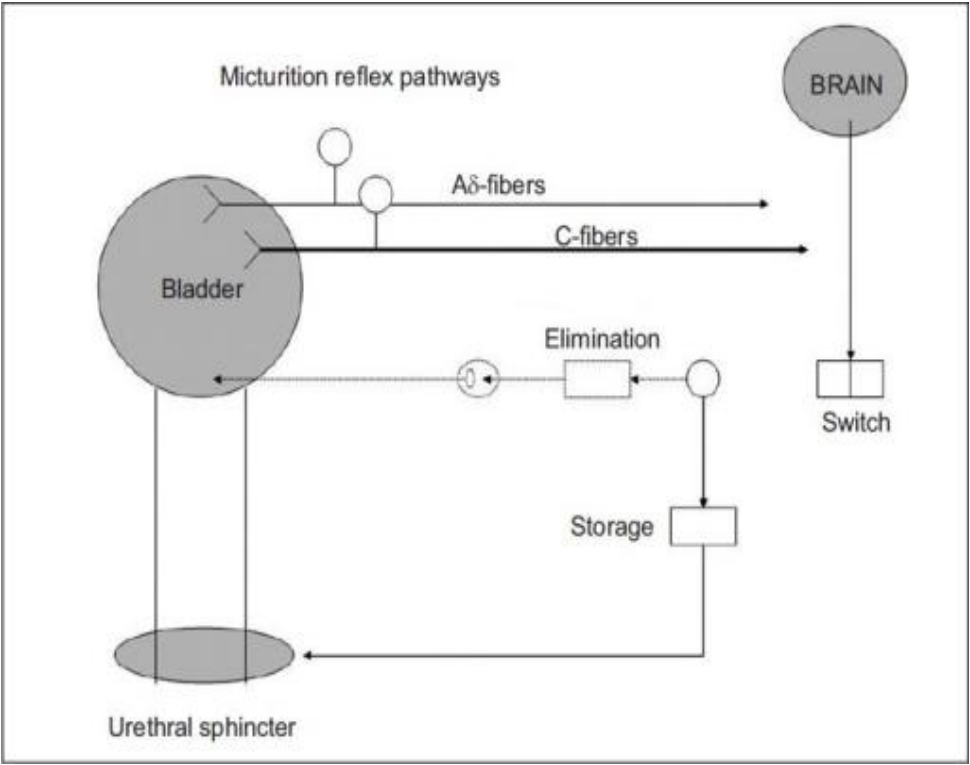 Micturition reflex pathways
BRAIN
Aδ-fibers
C-fibers
Bladder
Elimination
Switch
Storage
Urethral sphincter